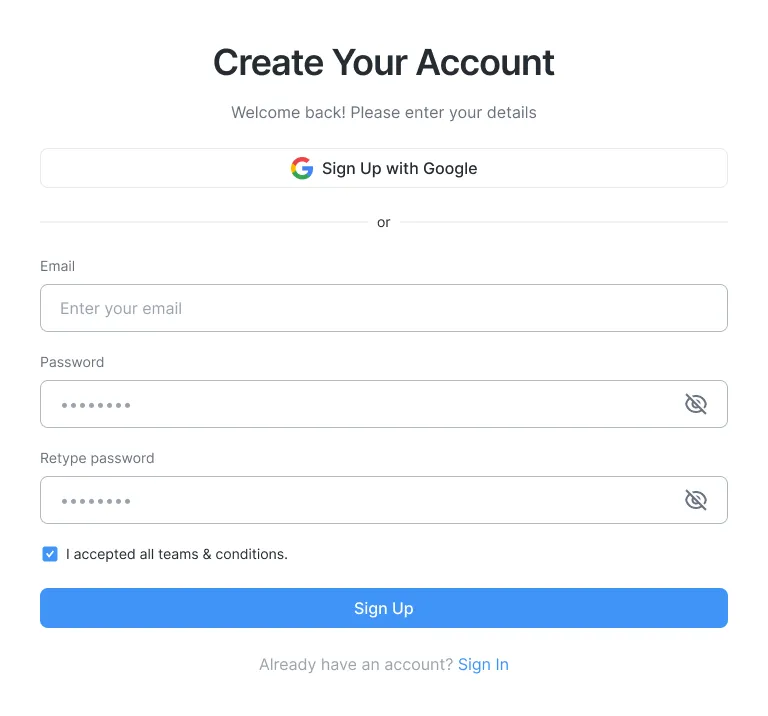 Create Your Account
Welcome back! Please enter your details
Sign Up with Google
or
Email
Enter your email
Password
Retype password
I accepted all teams & conditions.
Sign Up
Already have an account? Sign In